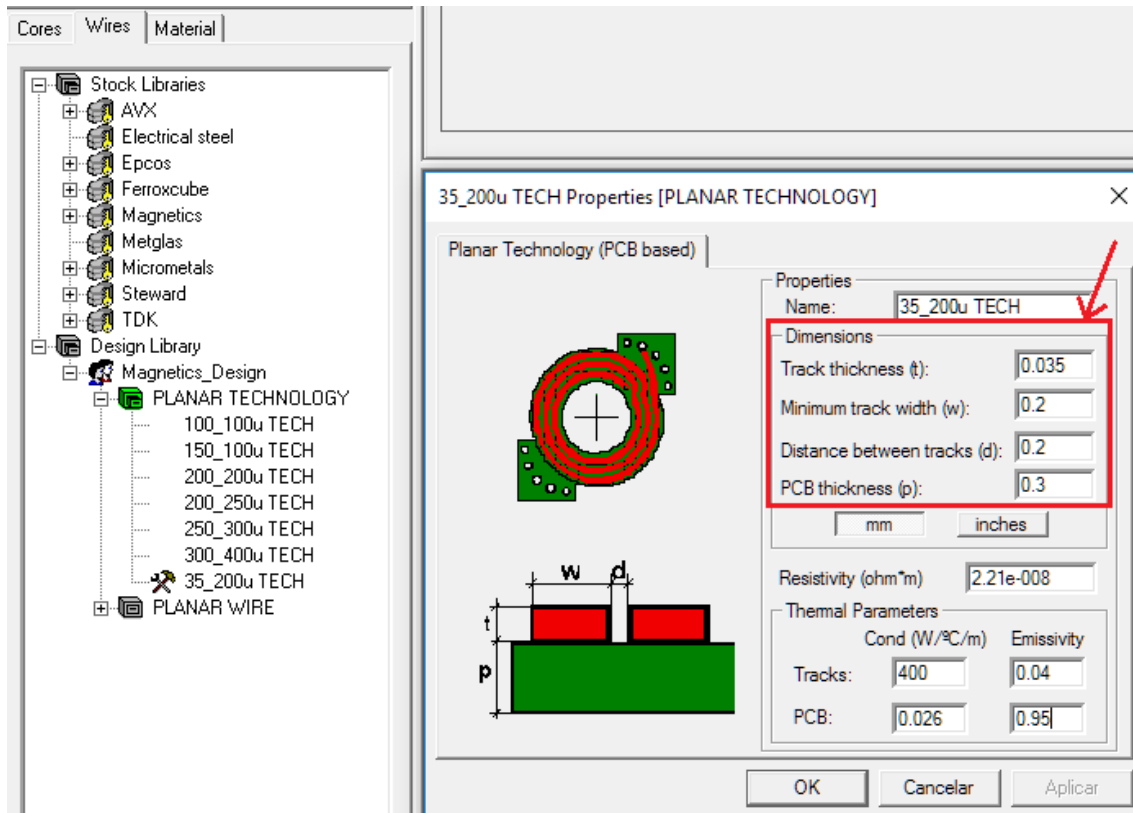 Cores Wires Material
Stock Libraries
AVX
Electrical steel
Epcos
Ferroxcube
Magnetics
Metglas
Micrometals
Steward
TDK
Design Library
Magnetics_Design
PLANAR TECHNOLOGY
100_100u TECH
150_100u TECH
200_200u TECH
200_250u TECH
250_300u TECH
300_400u TECH
35_200u TECH
PLANAR WIRE
35_200u TECH Properties [PLANAR TECHNOLOGY]
Planar Technology (PCB based)
Properties
Name: 35_200u TECH
Dimensions
Track thickness (t): 0.035
Minimum track width (w): 0.2
Distance between tracks (d): 0.2
PCB thickness (p): 0.3
mm inches
Resistivity (ohm*m) 2.21e-008
Thermal Parameters
Cond (W/ºC/m) Emissivity
Tracks: 400 0.04
PCB: 0.026 0.95
w d
t
p
OK Cancelar Aplicar